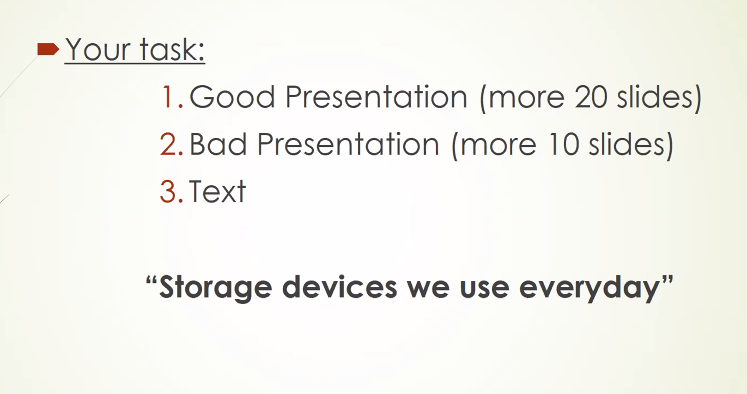 Your task:
1. Good Presentation (more 20 slides)
2. Bad Presentation (more 10 slides)
3. Text
“Storage devices we use everyday”